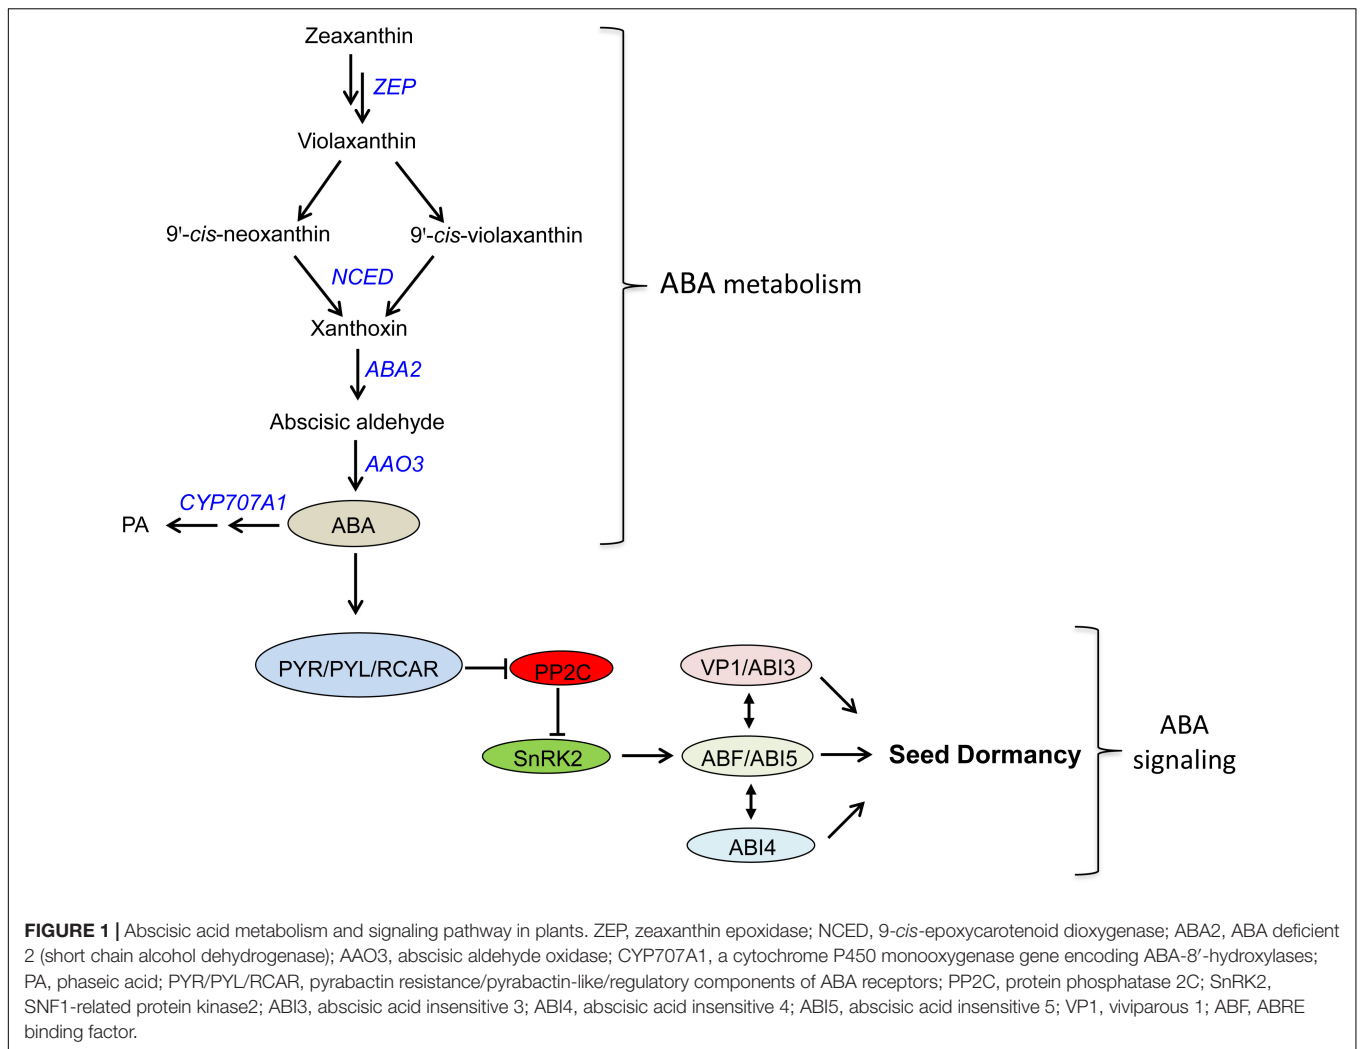 Zeaxanthin
ZEP
Violaxanthin
9'-cis-neoxanthin
9'-cis-violaxanthin
NCED
ABA metabolism
Xanthoxin
ABA2
Abscisic aldehyde
AAO3
CYP707A1
PA
ABA
PYR/PYL/RCAR
PP2C
VP1/ABI3
SnRK2
ABF/ABI5
Seed Dormancy
ABA
signaling
ABI4
FIGURE 1 | Abscisic acid metabolism and signaling pathway in plants. ZEP, zeaxanthin epoxidase; NCED, 9-cis-epoxycarotenoid dioxygenase; ABA2, ABA deficient
2 (short chain alcohol dehydrogenase); AAO3, abscisic aldehyde oxidase; CYP707A1, a cytochrome P450 monooxygenase gene encoding ABA-8′-hydroxylases;
PA, phaseic acid; PYR/PYL/RCAR, pyrabactin resistance/pyrabactin-like/regulatory components of ABA receptors; PP2C, protein phosphatase 2C; SnRK2,
SNF1-related protein kinase2; ABI3, abscisic acid insensitive 3; ABI4, abscisic acid insensitive 4; ABI5, abscisic acid insensitive 5; VP1, viviparous 1; ABF, ABRE
binding factor.